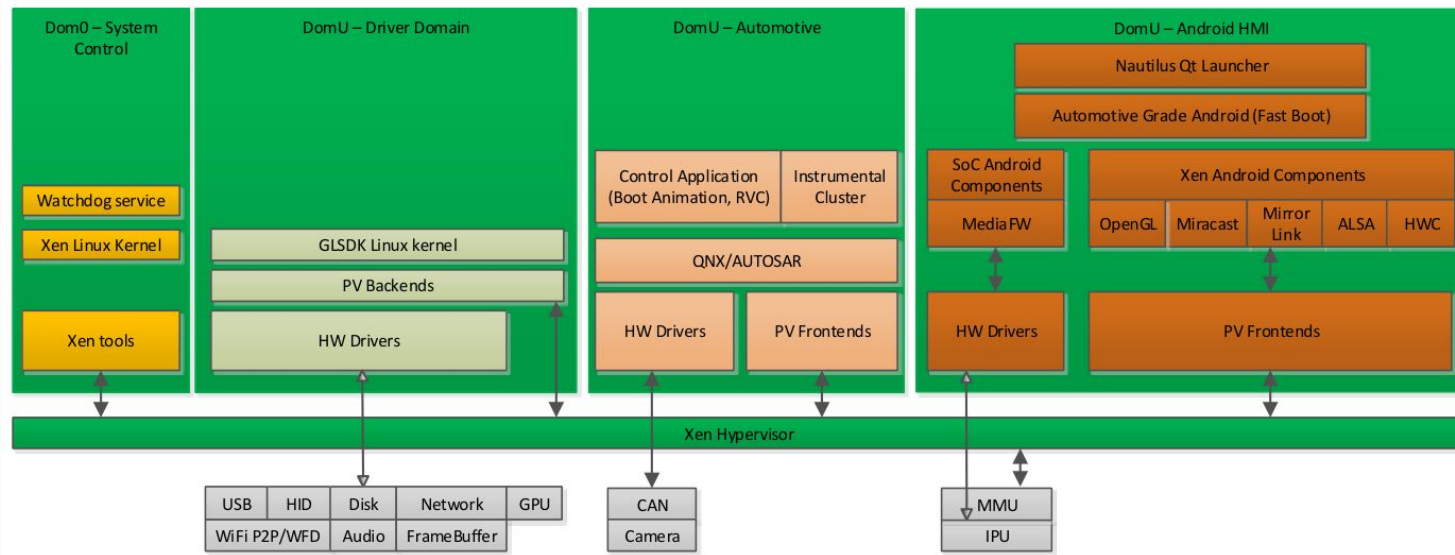 Dom0 – System
Control
Watchdog service
Xen Linux Kernel
Xen tools
DomU – Driver Domain
GLSDK Linux kernel
PV Backends
HW Drivers
DomU – Automotive
Control Application
(Boot Animation, RVC)
Instrumental
Cluster
QNX/AUTOSAR
HW Drivers
PV Frontends
DomU – Android HMI
Nautilus Qt Launcher
Automotive Grade Android (Fast Boot)
SoC Android
Components
MediaFW
Xen Android Components
OpenGL
Miracast
Mirror
Link
ALSA
HWC
HW Drivers
PV Frontends
Xen Hypervisor
USB
HID
Disk
Network
GPU
WiFi P2P/WFD
Audio
FrameBuffer
CAN
Camera
MMU
IPU